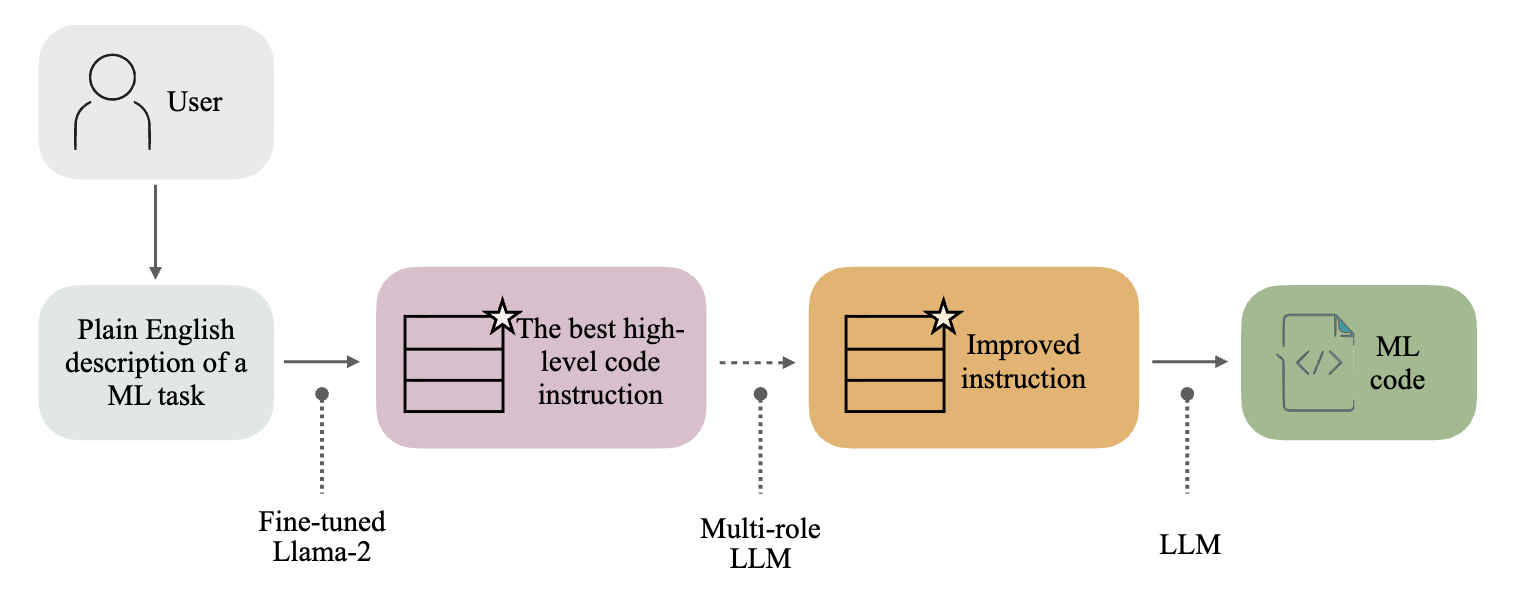 User
Plain English
description of a
ML task
The best high-
level code
instruction
Improved
instruction
</>
ML
code
Fine-tuned
Llama-2
Multi-role
LLM
LLM